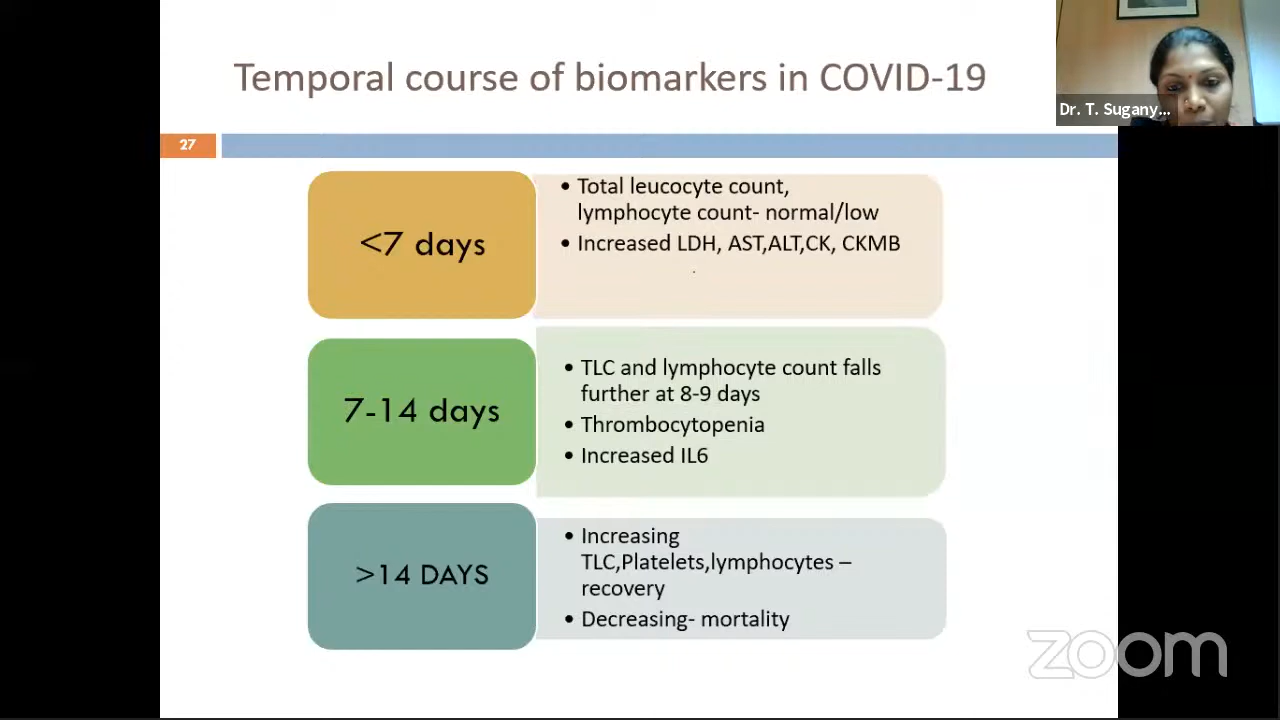 Temporal course of biomarkers in COVID-19
Dr. T. Sugany...
27
<7 days
• Total leucocyte count,
lymphocyte count- normal/low
• Increased LDH, AST,ALT,CK, CKMB
7-14 days
• TLC and lymphocyte count falls
further at 8-9 days
• Thrombocytopenia
• Increased IL6
>14 DAYS
• Increasing
TLC,Platelets,lymphocytes –
recovery
• Decreasing- mortality
zoom